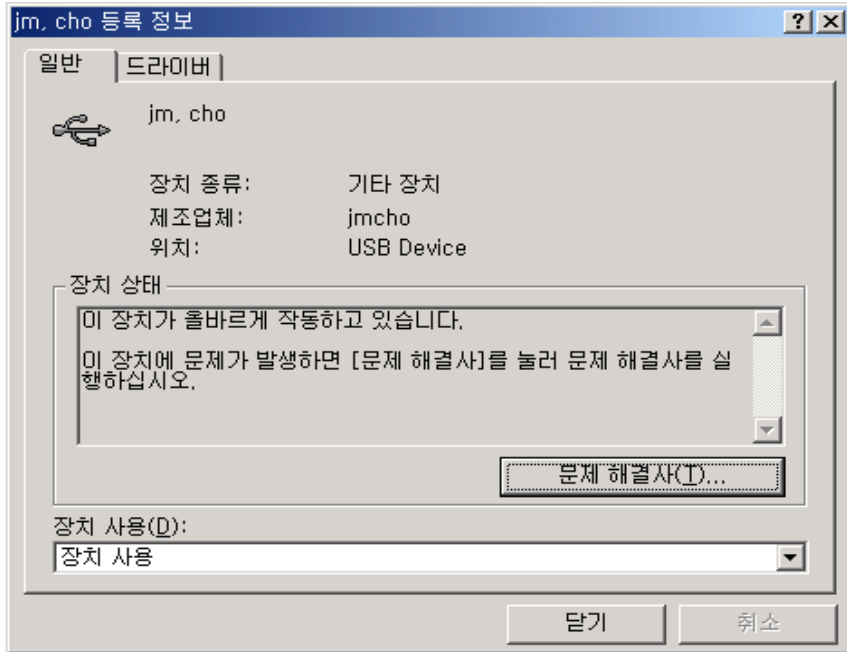 jm, cho 등록 정보
일반 드라이버
jm, cho
장치 종류: 기타 장치
제조업체: jmcho
위치: USB Device
장치 상태
이 장치가 올바르게 작동하고 있습니다.
이 장치에 문제가 발생하면 [문제 해결사]를 눌러 문제 해결사를 실
행하십시오.
문제 해결사(T)...
장치 사용(D):
장치 사용
닫기 취소